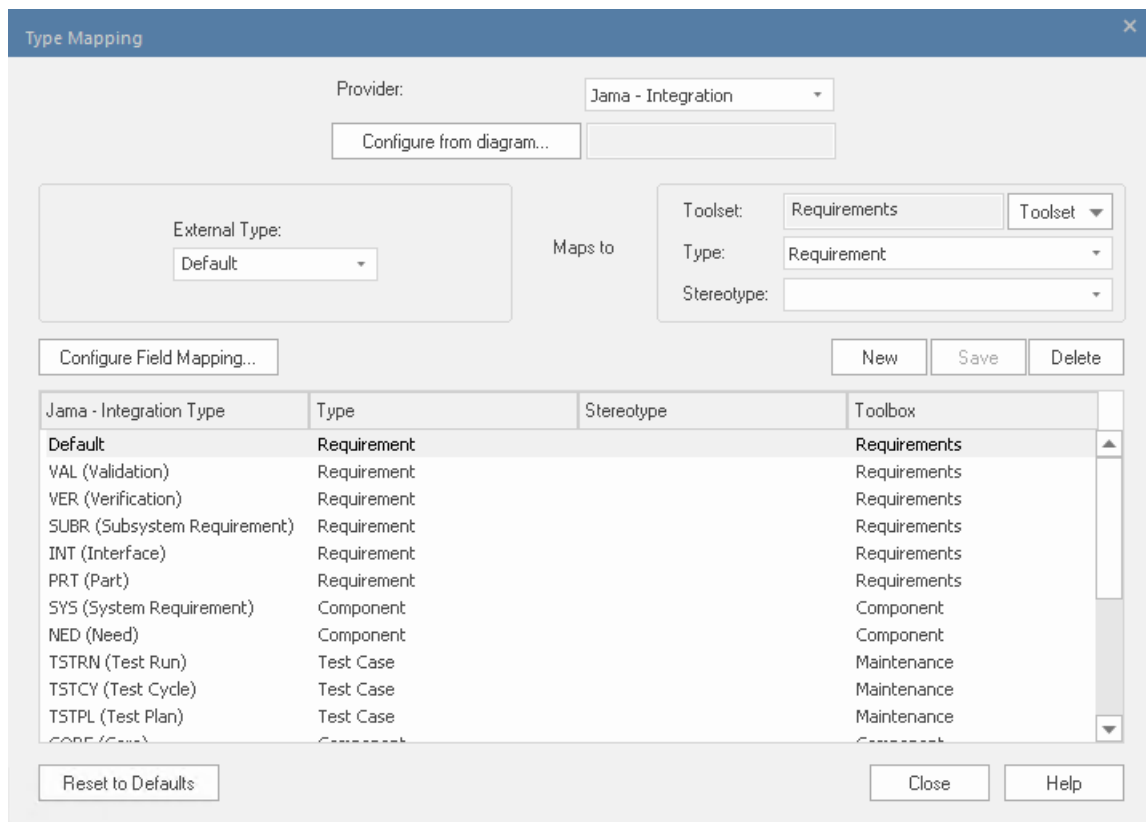 Type Mapping
Provider: Jama - Integration
Configure from diagram...
Toolset: Requirements Toolset
External Type:
Default
Maps to
Type: Requirement
Stereotype:
Configure Field Mapping... New Save Delete
Jama - Integration Type Type Stereotype Toolbox
Default Requirement Requirements
VAL (Validation) Requirement Requirements
VER (Verification) Requirement Requirements
SUBR (Subsystem Requirement) Requirement Requirements
INT (Interface) Requirement Requirements
PRT (Part) Requirement Requirements
SYS (System Requirement) Component Component
NED (Need) Component Component
TSTRN (Test Run) Test Case Maintenance
TSTCY (Test Cycle) Test Case Maintenance
TSTPL (Test Plan) Test Case Maintenance
Reset to Defaults Close Help